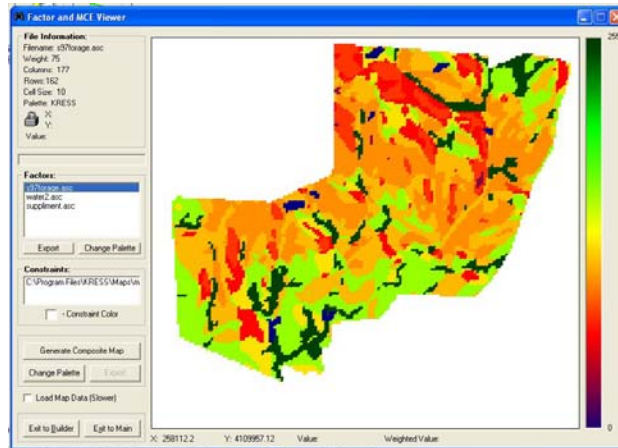 Factor and MCE Viewer
File Information:
Filename: s97forage.asc
Weight: 75
Columns: 177
Rows: 162
Cell Size: 10
Palette: KRESS
X:
Y:
Value:
Factors:
s97forage.asc
water2.asc
suppliment.asc
Export
Change Palette
Constraints:
C:\Program Files\KRESS\Maps\m
- Constraint Color
Generate Composite Map
Change Palette
Export
Load Map Data (Slower)
Exit to Builder
Exit to Main
X: 258112.2 Y: 4109957.12 Value: Weighted Value:
255
0